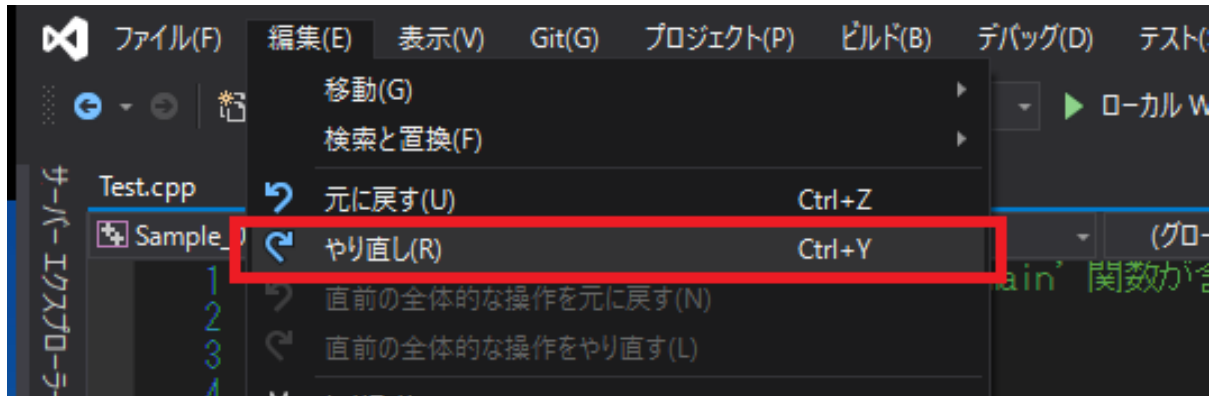 ファイル(F) 編集(E) 表示(V) Git(G) プロジェクト(P) ビルド(B) デバッグ(D) テスト(
移動(G)
検索と置換(F)
ローカル W
サーバー エクスプローラー
Test.cpp
元に戻す(U) Ctrl+Z
Sample_
やり直し(R) Ctrl+Y
(グロー
1
ain' 関数が含
直前の全体的な操作を元に戻す(N)
2
直前の全体的な操作をやり直す(L)
3
4